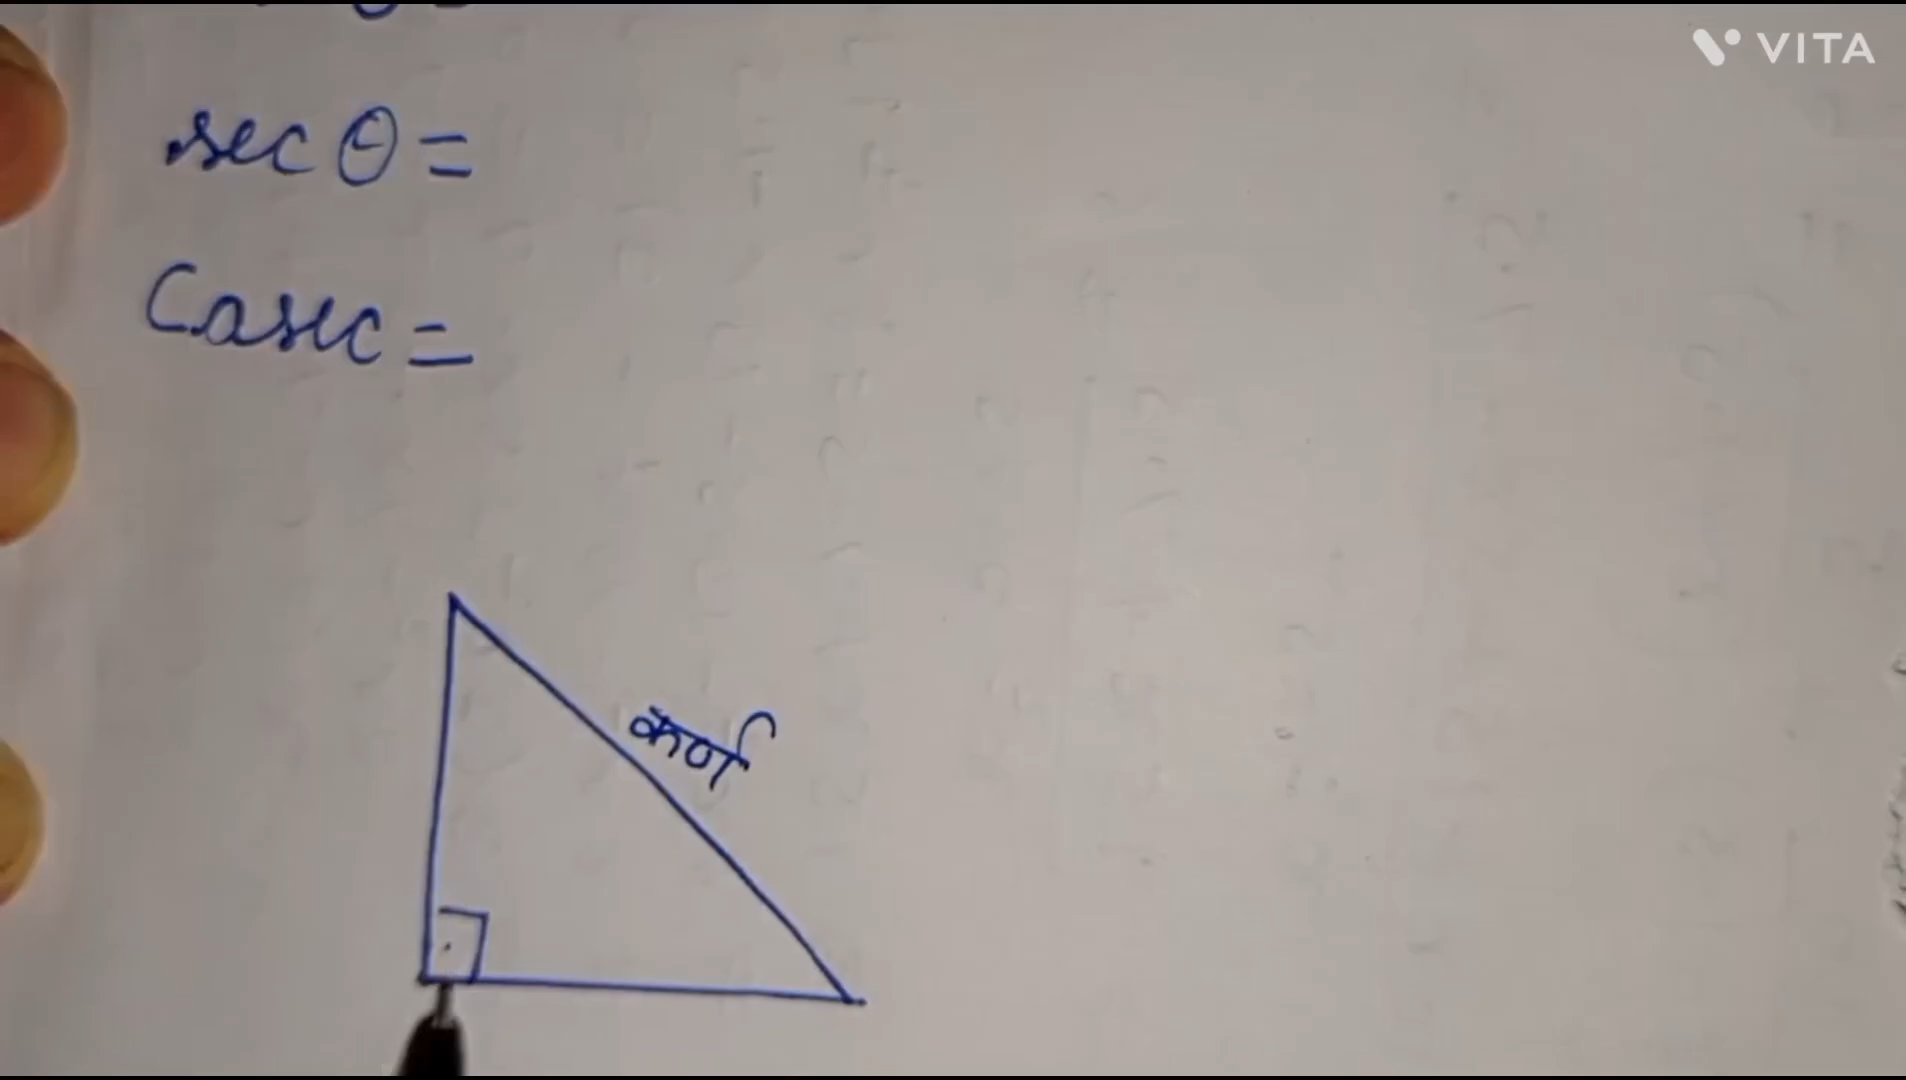 VITA
sec θ =
Cosec =
कर्ण